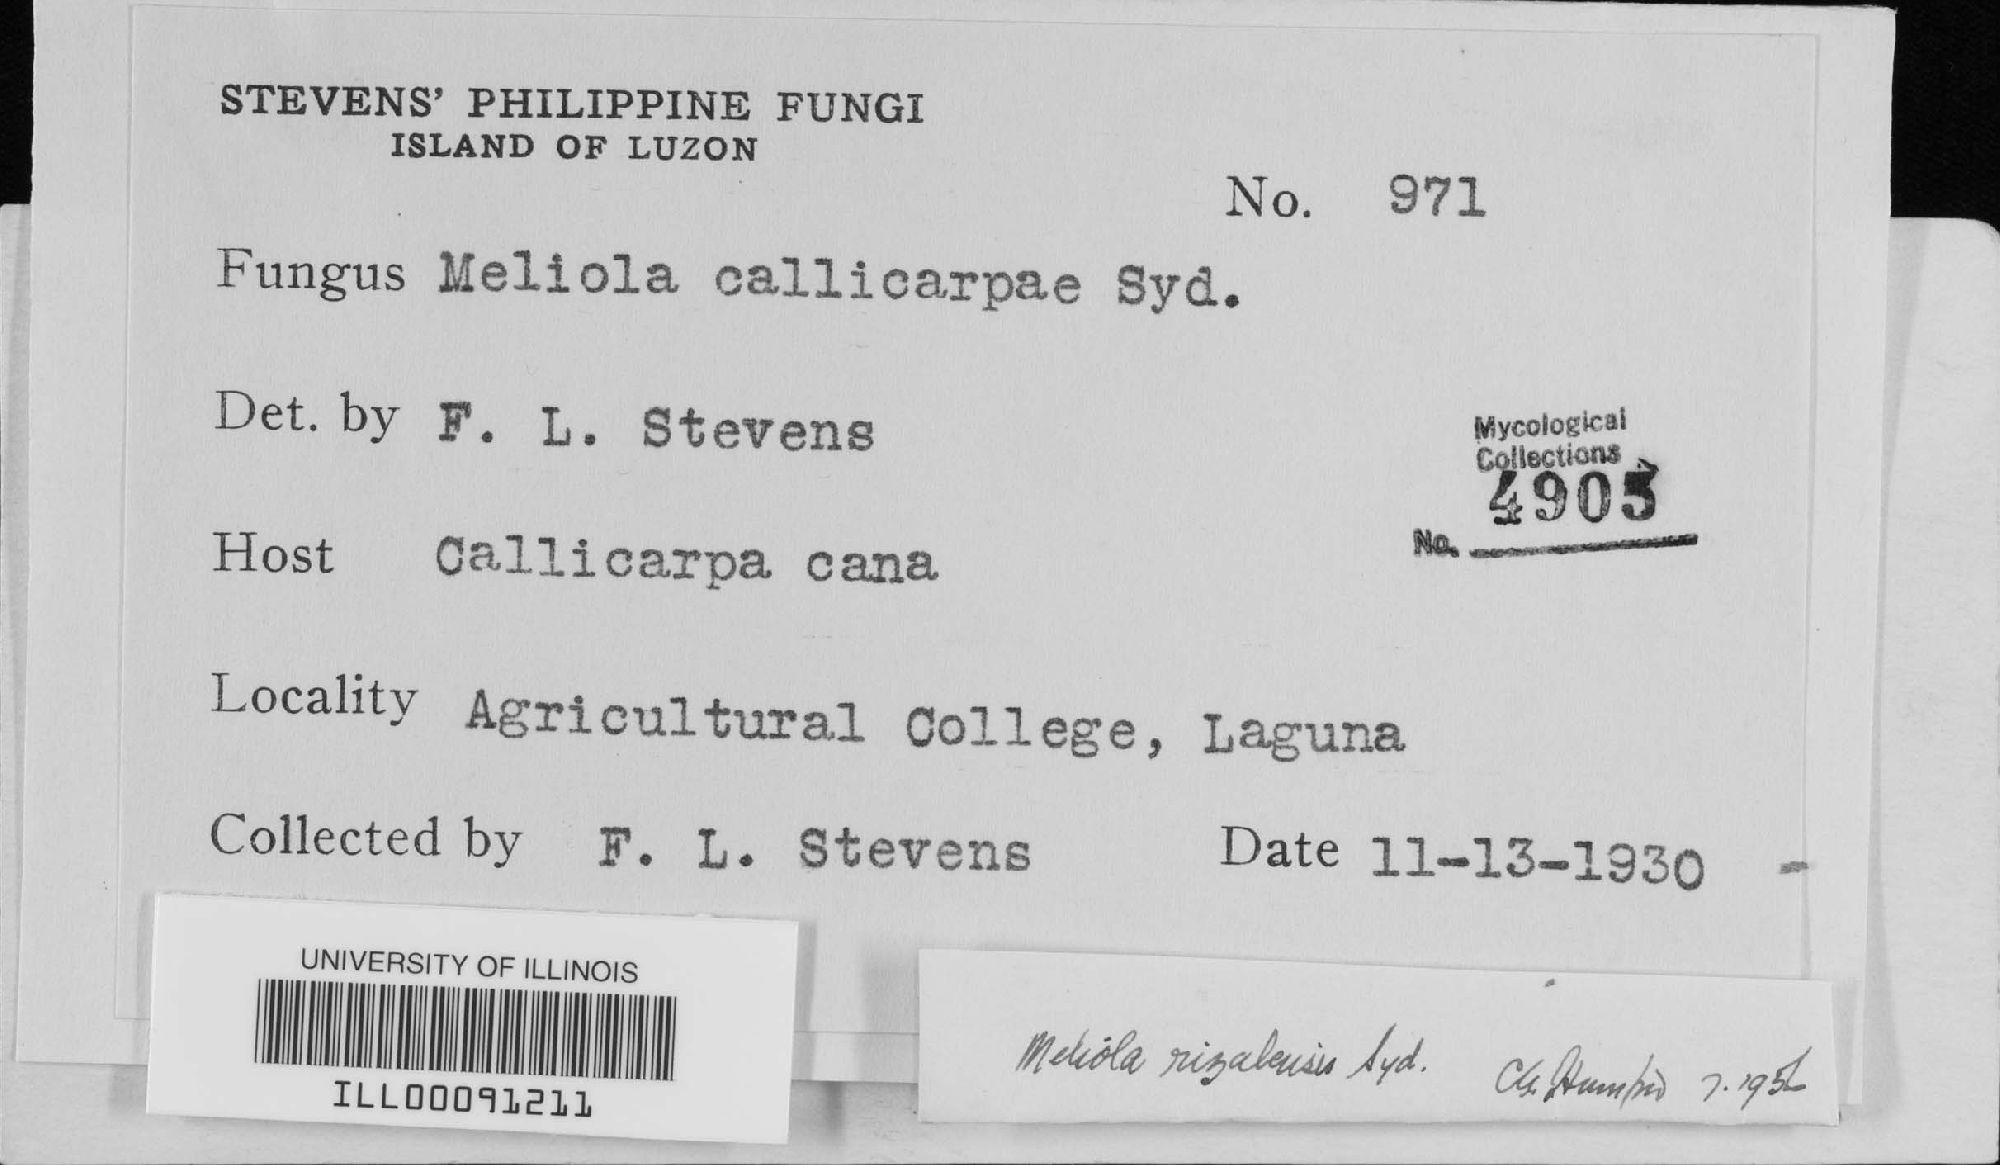 STEVENS' PHILIPPINE FUNGI
ISLAND OF LUZON
No. 971
Fungus Meliola callicarpae Syd.
Det. by F. L. Stevens
Mycological
Collections
No. 4905
Host Callicarpa cana
Locality Agricultural College, Laguna
Collected by F. L. Stevens Date 11-13-1930 -
UNIVERSITY OF ILLINOIS
ILL00091211
Meliola rizalensis Syd.